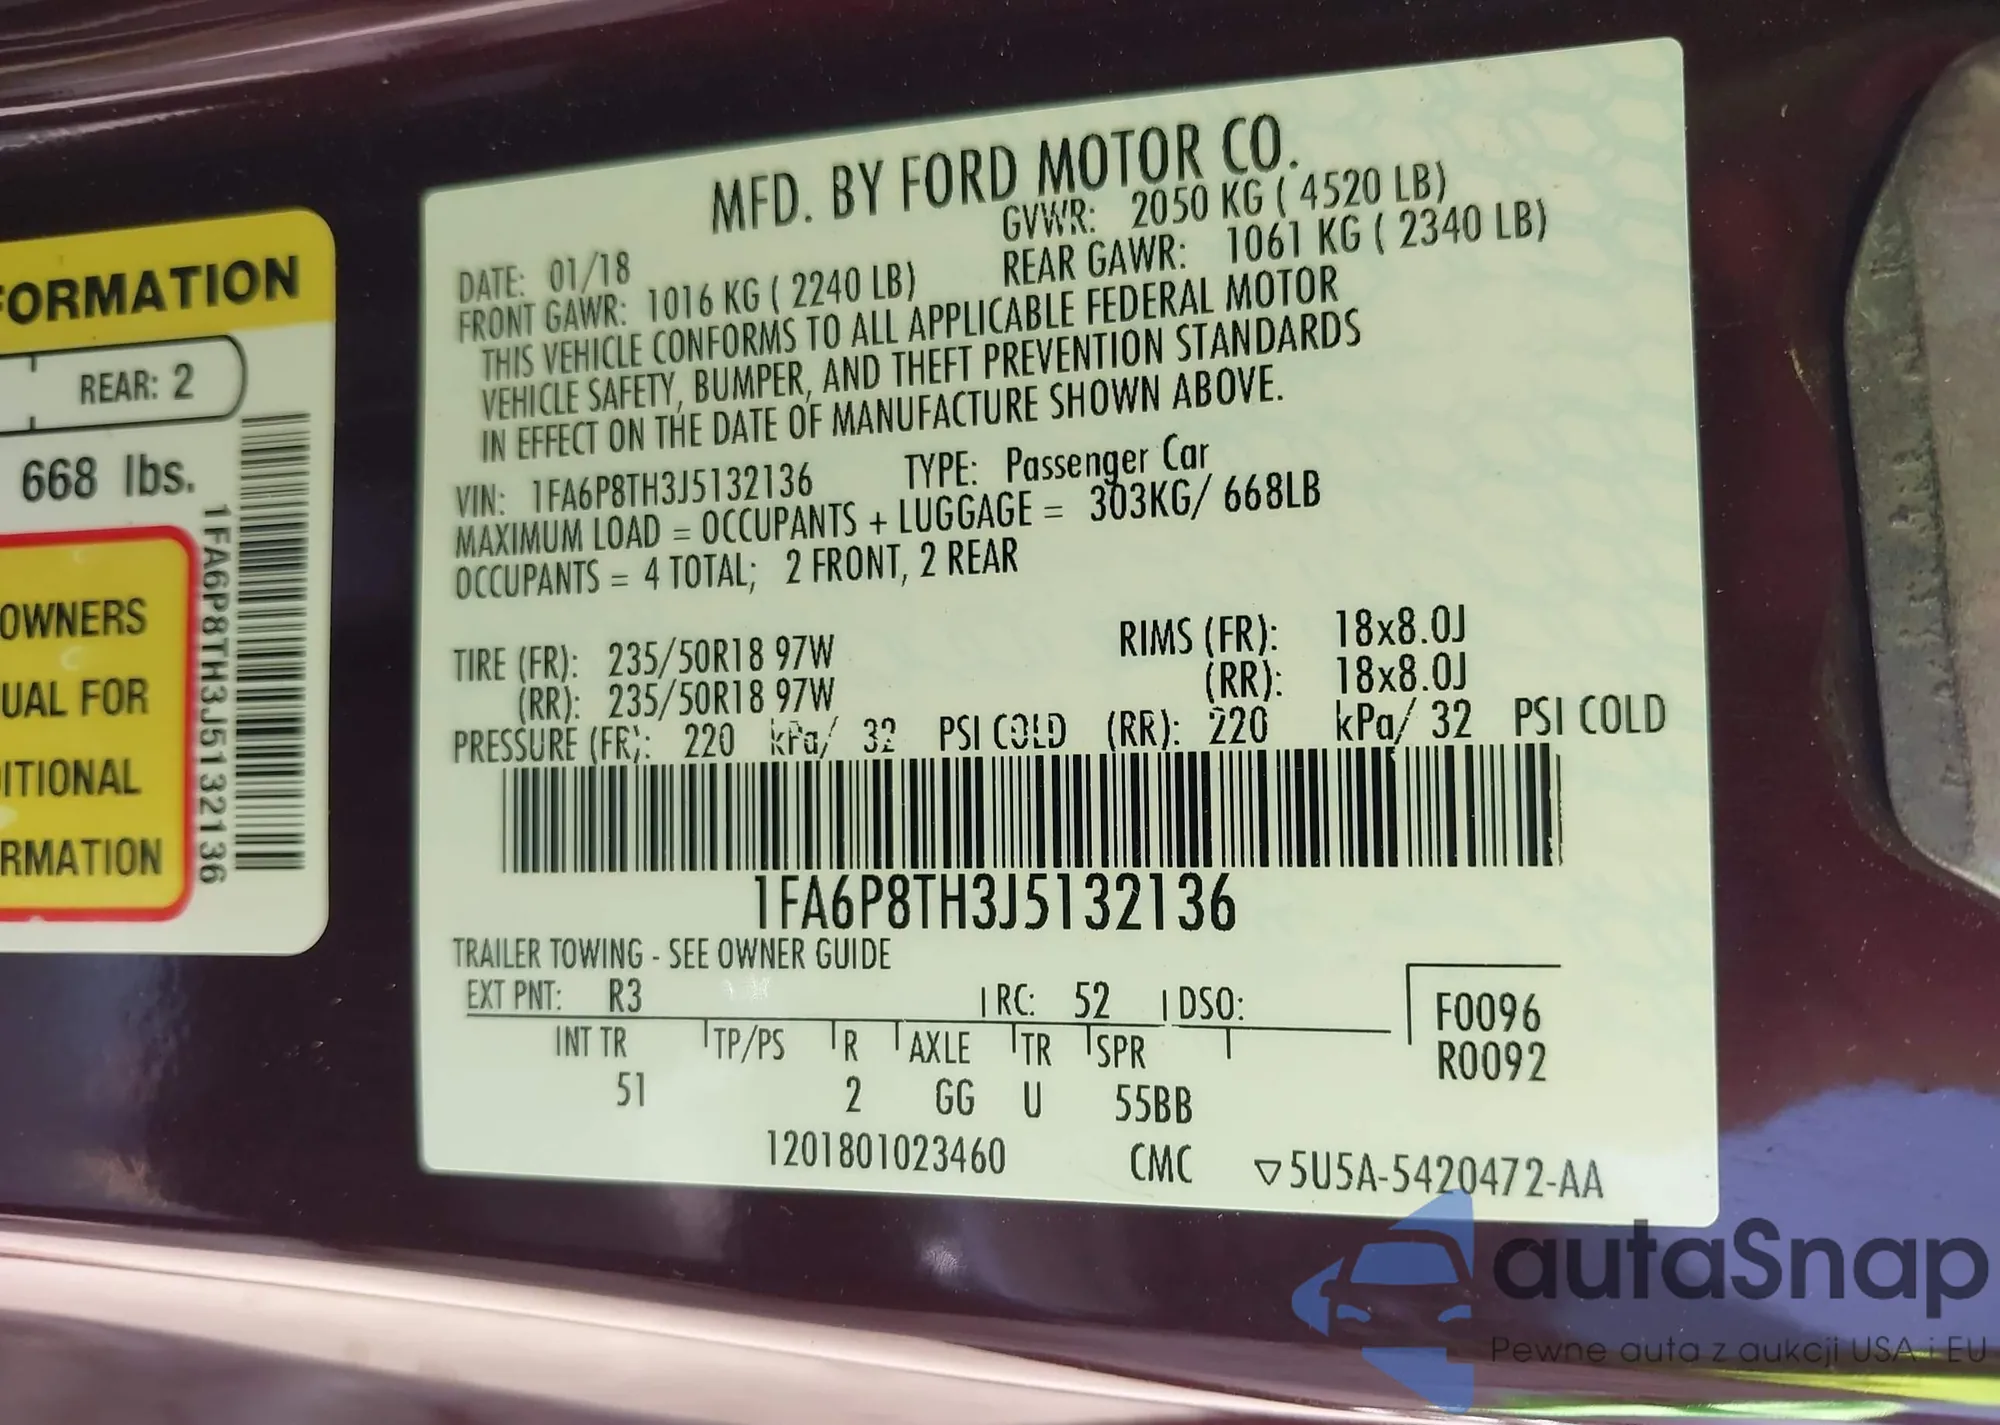 FORMATION
REAR: 2
668 lbs.
OWNERS
UAL FOR
ITIONAL
RMATION
1FA6P8TH3J5132136
MFD. BY FORD MOTOR CO.
DATE: 01/18 GVWR: 2050 KG ( 4520 LB)
FRONT GAWR: 1016 KG ( 2240 LB) REAR GAWR: 1061 KG ( 2340 LB)
THIS VEHICLE CONFORMS TO ALL APPLICABLE FEDERAL MOTOR
VEHICLE SAFETY, BUMPER, AND THEFT PREVENTION STANDARDS
IN EFFECT ON THE DATE OF MANUFACTURE SHOWN ABOVE.
VIN: 1FA6P8TH3J5132136 TYPE: Passenger Car
MAXIMUM LOAD = OCCUPANTS + LUGGAGE = 303KG/ 668LB
OCCUPANTS = 4 TOTAL; 2 FRONT, 2 REAR
TIRE (FR): 235/50R18 97W RIMS (FR): 18x8.0J
(RR): 235/50R18 97W (RR): 18x8.0J
PRESSURE (FR): 220 kPa/ 32 PSI COLD (RR): 220 kPa/ 32 PSI COLD
1FA6P8TH3J5132136
TRAILER TOWING - SEE OWNER GUIDE
EXT PNT: R3 RC: 52 DSO: F0096
INT TR TP/PS R AXLE TR SPR R0092
51 2 GG U 55BB
1201801023460 CMC ▽5U5A-5420472-AA
autaSnap
Pewne auta z aukcji USA i EU